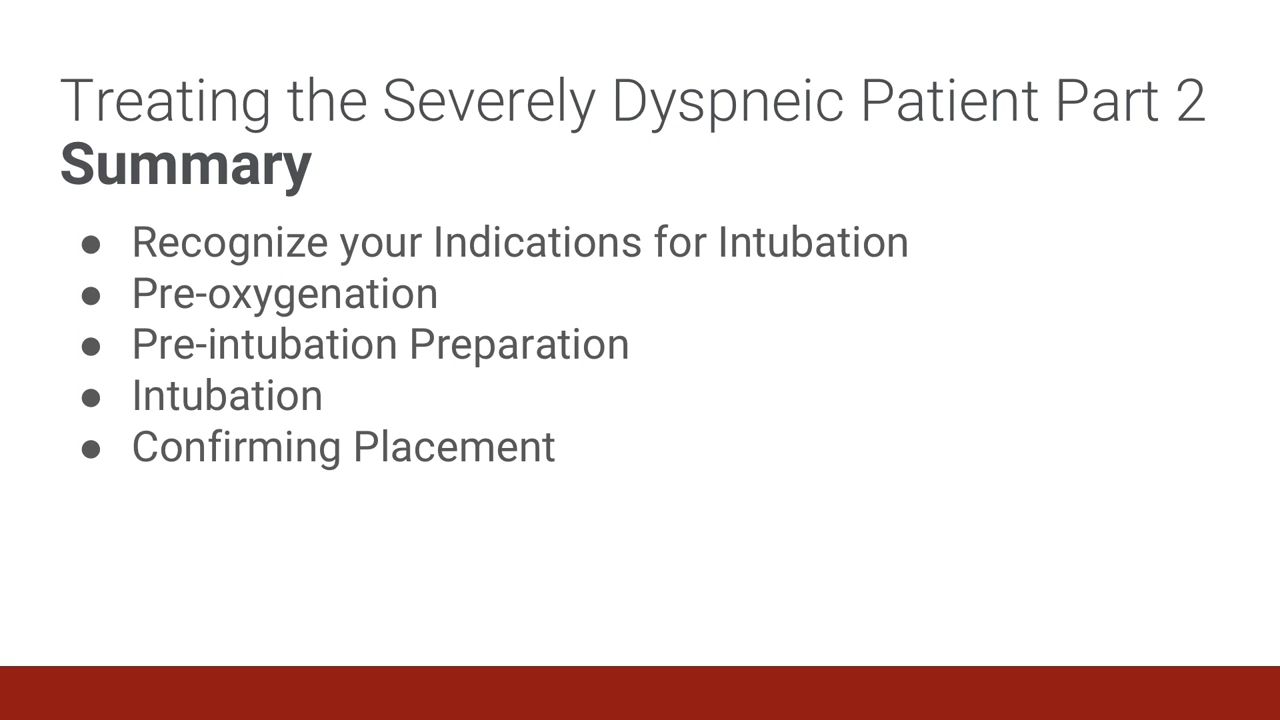 Treating the Severely Dyspneic Patient Part 2
Summary
● Recognize your Indications for Intubation
● Pre-oxygenation
● Pre-intubation Preparation
● Intubation
● Confirming Placement